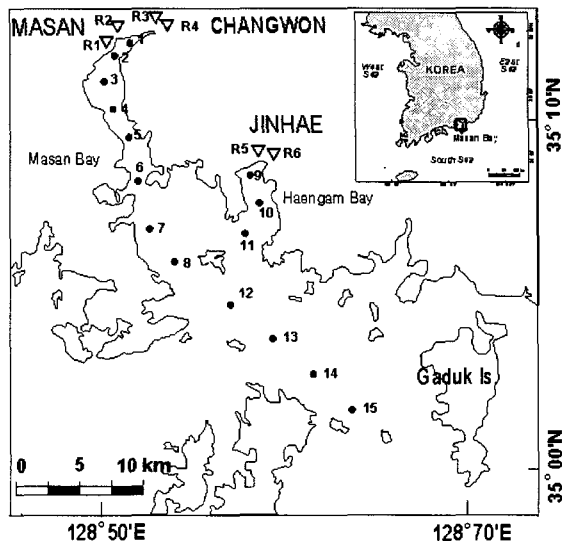 MASAN
R2
R3
R4
CHANGWON
R1
1
2
3
4
5
JINHAE
Masan Bay
6
R5
R6
9
Haengam Bay
10
7
11
8
12
13
14
Gaduk Is
15
0 5 10 km
128°50'E
128°70'E
35°10'N
35°00'N
West
Sea
KOREA
East
Sea
Masan Bay
South Sea